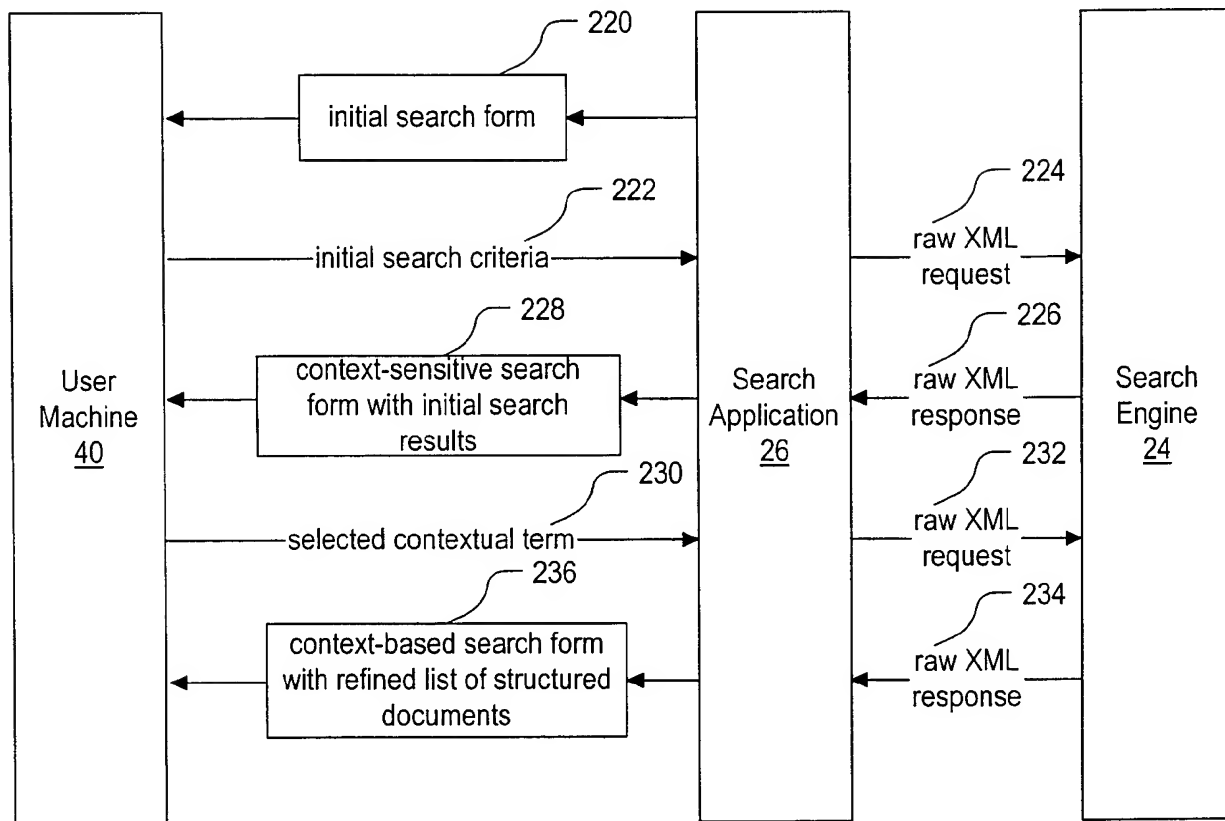 220
initial search form
222
initial search criteria
224
raw XML
request
228
context-sensitive search
form with initial search
results
226
raw XML
response
User
Machine
40
Search
Application
26
Search
Engine
24
230
selected contextual term
232
raw XML
request
236
context-based search form
with refined list of structured
documents
234
raw XML
response